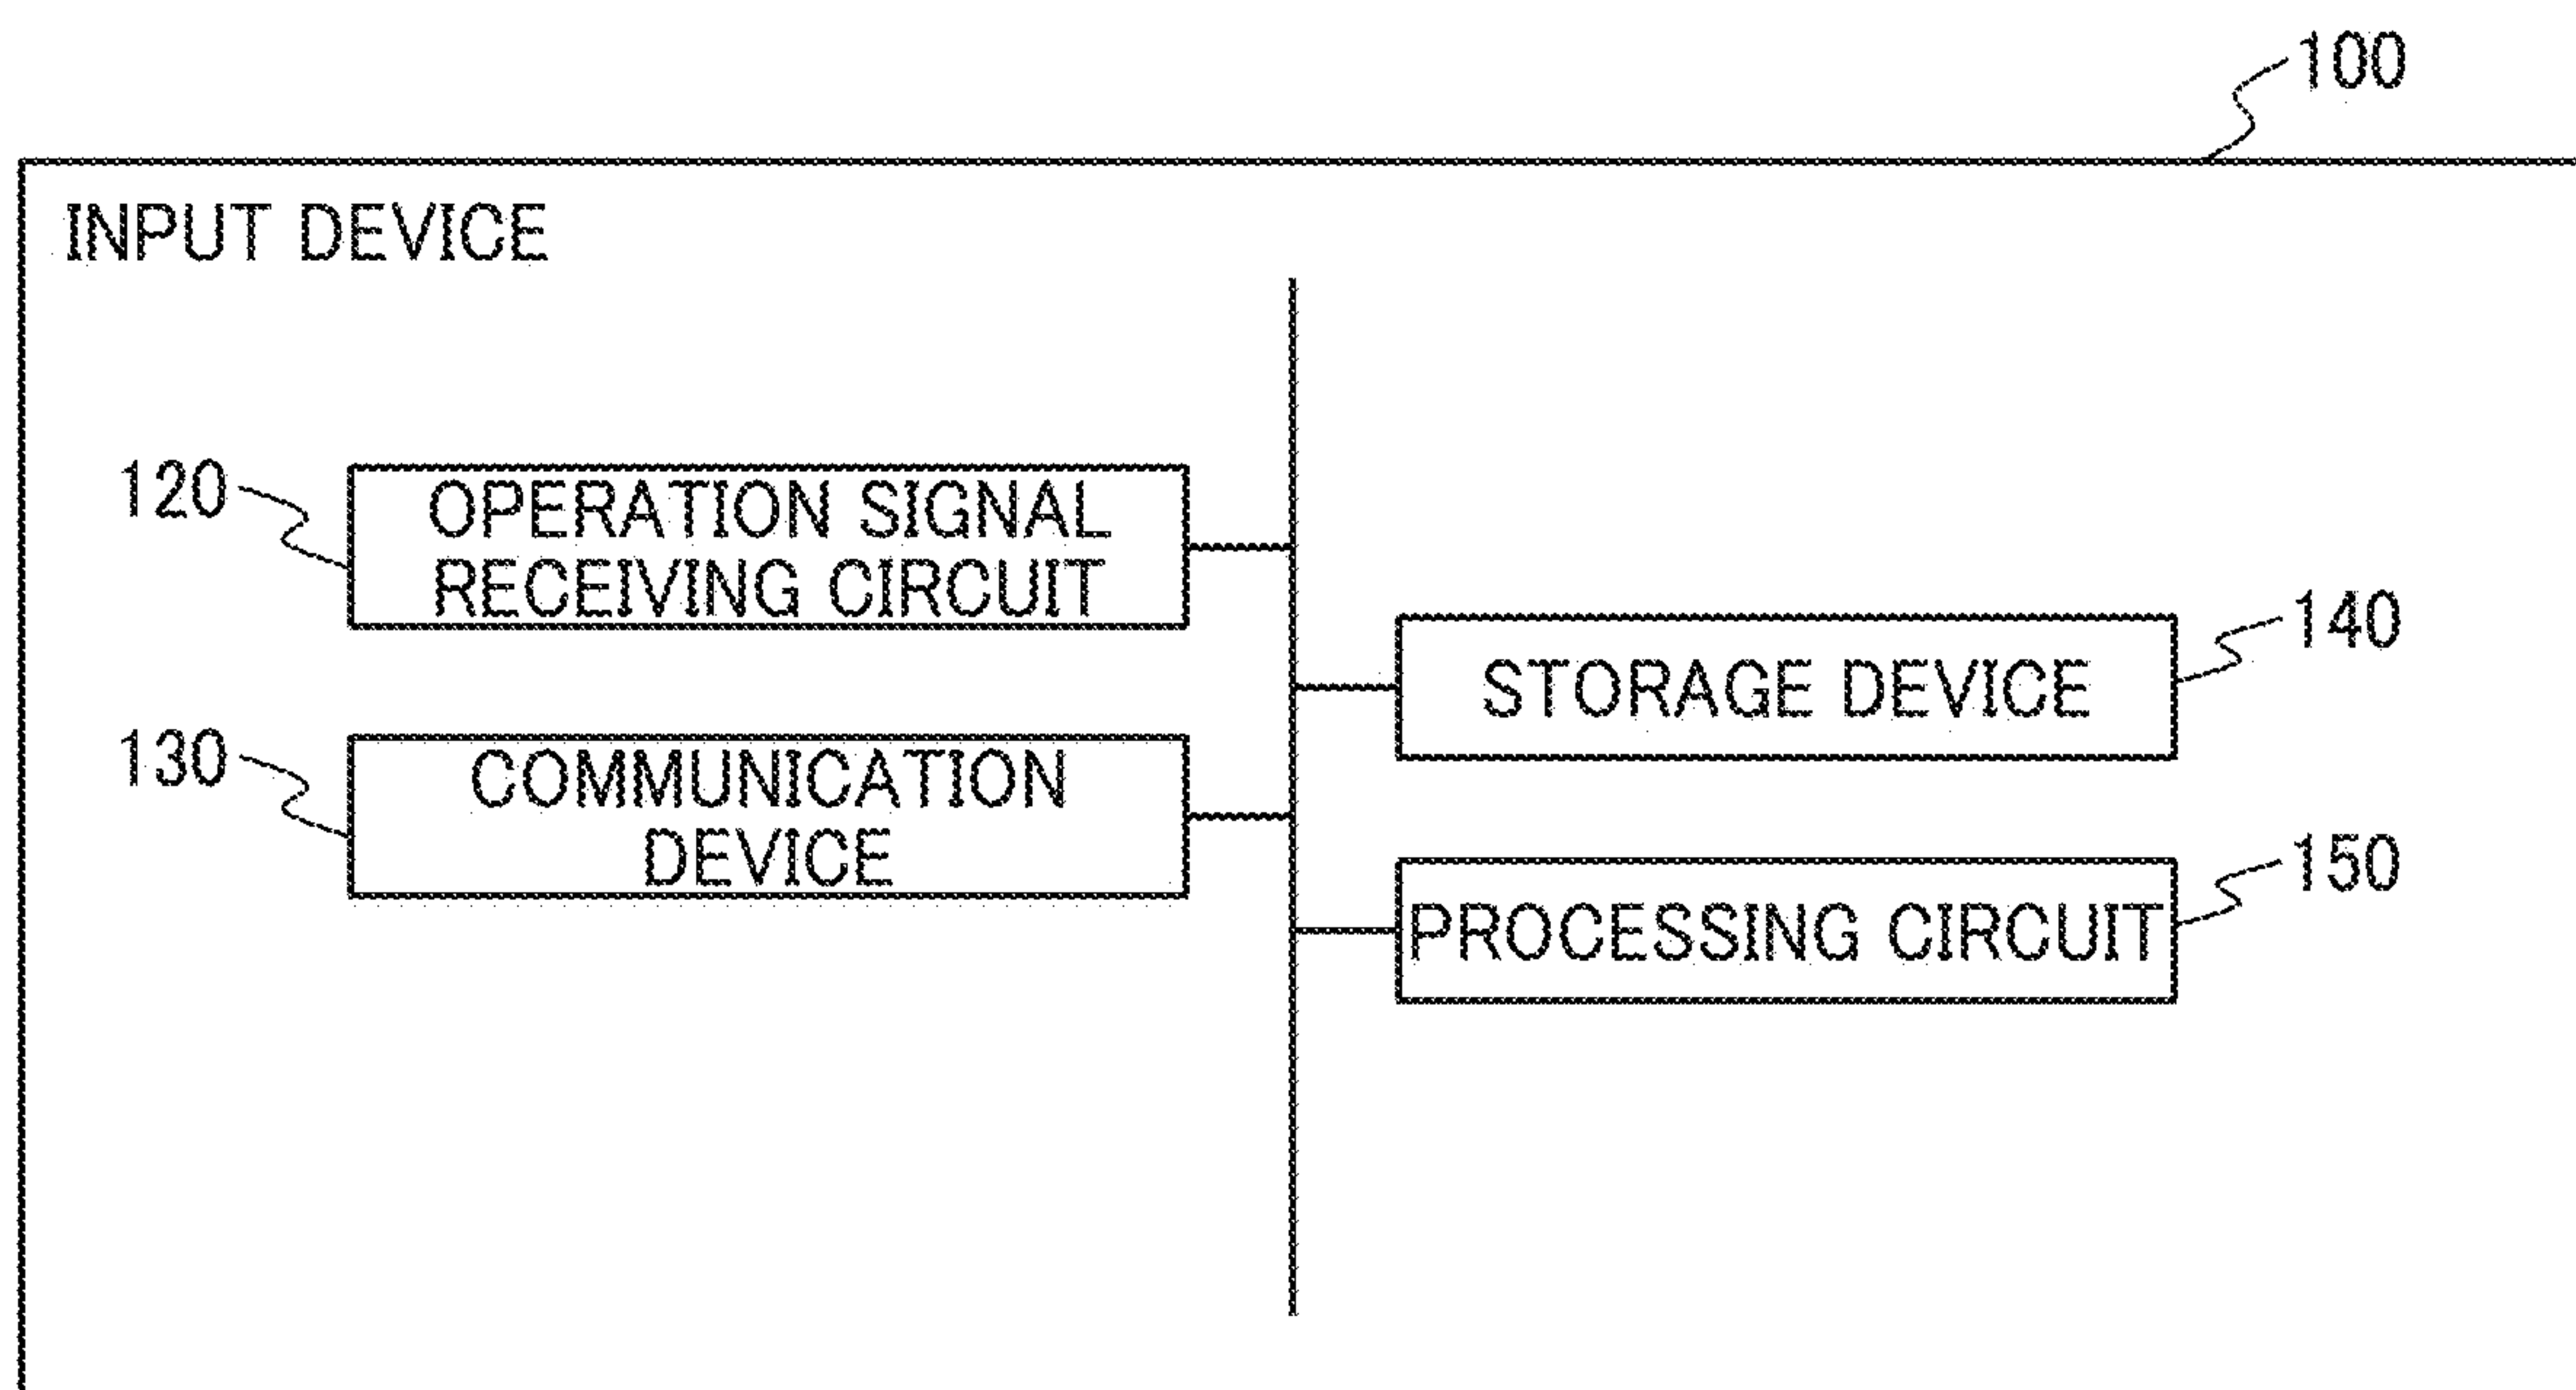 100
INPUT DEVICE
120
OPERATION SIGNAL
RECEIVING CIRCUIT
130
COMMUNICATION
DEVICE
140
STORAGE DEVICE
150
PROCESSING CIRCUIT